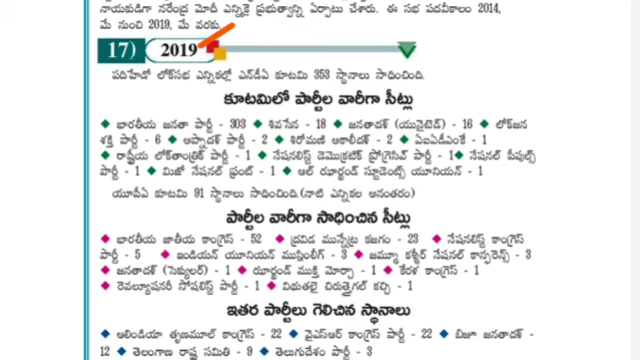 నాయకుడిగా నరేంద్ర మోదీ ఎన్నికై ప్రభుత్వాన్ని ఏర్పాటు చేశారు. ఈ సభ పదవీకాలం 2014,
మే నుంచి 2019, మే వరకు.
17) 2019
పదిహేడో లోక్‌సభ ఎన్నికల్లో ఎన్‌డీఏ కూటమి 353 స్థానాలు సాధించింది.
కూటమిలో పార్టీల వారీగా సీట్లు
◆ భారతీయ జనతా పార్టీ - 303 ◆ శివసేన - 18 ◆ జనతాదళ్ (యునైటెడ్) - 16 ◆ లోక్‌జన
శక్తి పార్టీ - 6 ◆ అప్నాదళ్ పార్టీ - 2 ◆ శిరోమణి అకాలీదళ్ - 2 ◆ ఏఐఏడీఎంకే - 1
◆ రాష్ట్రీయ లోక్‌తాంత్రిక్ పార్టీ - 1 ◆ నేషనలిస్ట్ డెమొక్రటిక్ ప్రోగ్రెసివ్ పార్టీ - 1◆ నేషనల్ పీపుల్స్
పార్టీ - 1 ◆ మిజో నేషనల్ ఫ్రంట్ - 1 ◆ ఆల్ ఝార్ఖండ్ స్టూడెంట్స్ యూనియన్ - 1
యూపీఏ కూటమి 91 స్థానాలు సాధించింది.(నాటి ఎన్నికల అనంతరం)
పార్టీల వారీగా సాధించిన సీట్లు
◆ భారతీయ జాతీయ కాంగ్రెస్ - 52 ◆ ద్రవిడ మున్నేట్ర కజగం - 23 ◆ నేషనలిస్ట్ కాంగ్రెస్
పార్టీ - 5 ◆ ఇండియన్ యూనియన్ ముస్లింలీగ్ - 3 ◆ జమ్మూ కశ్మీర్ నేషనల్ కాన్ఫరెన్స్ - 3
◆ జనతాదళ్ (సెక్యులర్) - 1 ◆ ఝార్ఖండ్ ముక్తి మోర్చా - 1 ◆ కేరళ కాంగ్రెస్ - 1
◆ రెవల్యూషనరీ సోషలిస్ట్ పార్టీ - 1 ◆ విథుతలై చిరుత్తైగల్ కచ్చి - 1
ఇతర పార్టీలు గెలిచిన స్థానాలు
◆ ఆలిండియా తృణమూల్ కాంగ్రెస్ - 22 ◆ వైఎస్ఆర్ కాంగ్రెస్ పార్టీ - 22 ◆ బిజూ జనతాదళ్ -
12 ◆ తెలంగాణ రాష్ట్ర సమితి - 9 ◆ తెలుగుదేశం పార్టీ - 3